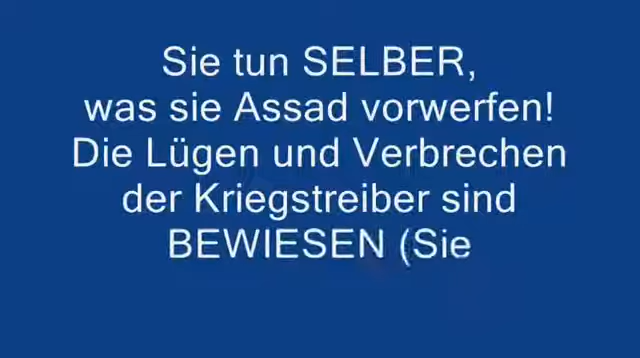 Sie tun SELBER,
was sie Assad vorwerfen!
Die Lügen und Verbrechen
der Kriegstreiber sind
BEWIESEN (Sie